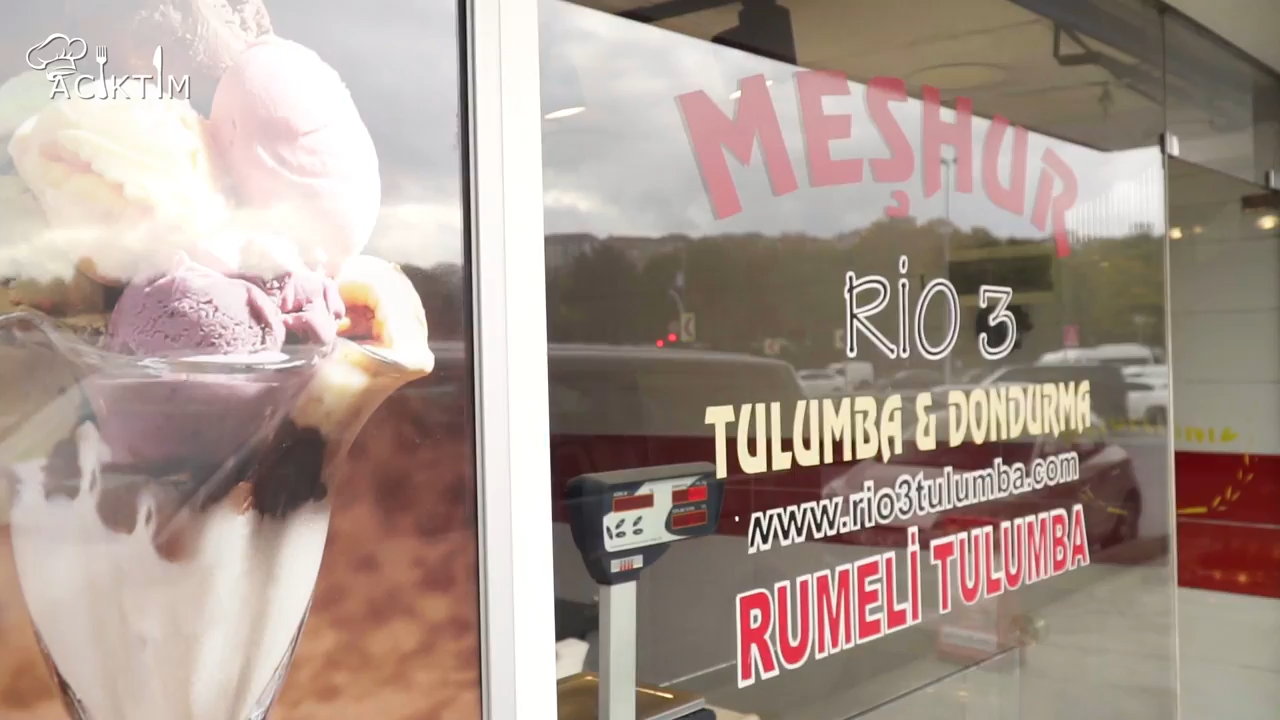 ACIKTIM
MEŞHUR
RİO 3
TULUMBA & DONDURMA
www.rio3tulumba.com
RUMELİ TULUMBA